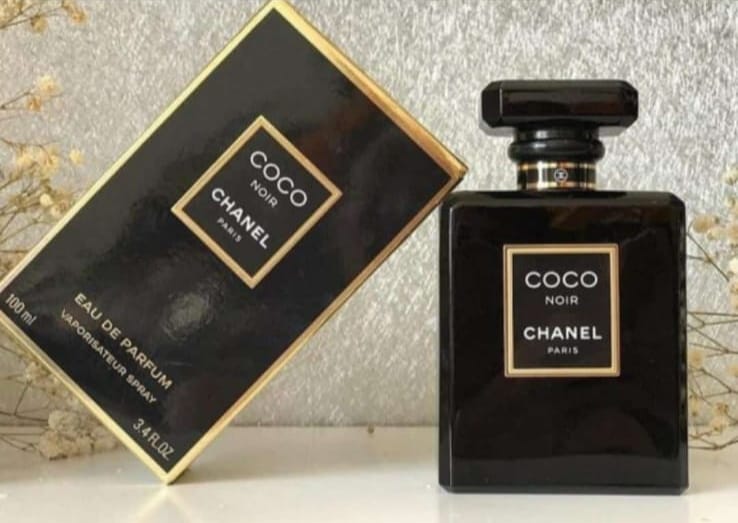 COCO
NOIR
CHANEL
PARIS
100 ml
EAU DE PARFUM
VAPORISATEUR SPRAY
3.4 FL.OZ.
COCO
NOIR
CHANEL
PARIS